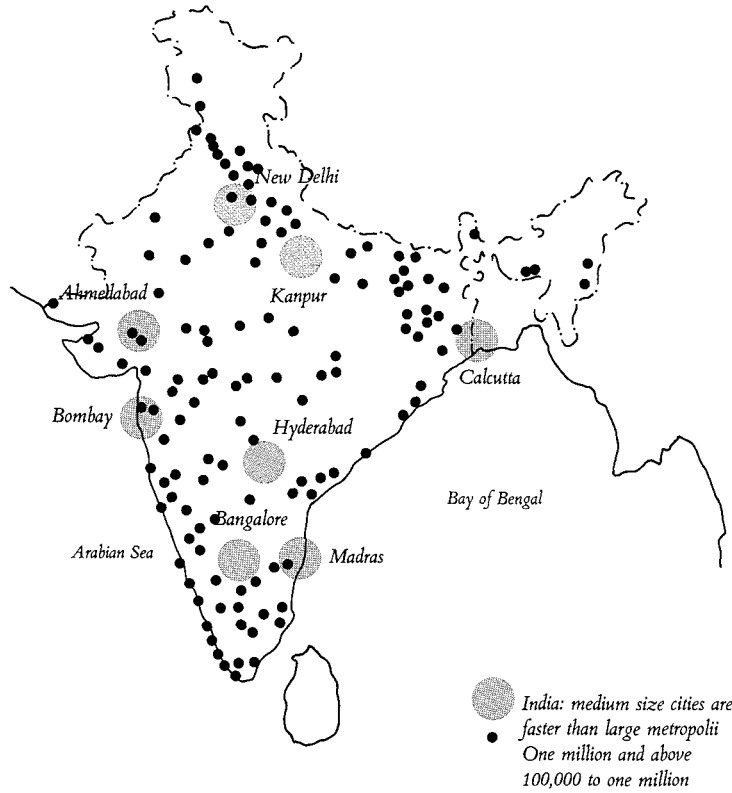 New Delhi
Ahmellabad
Kanpur
Calcutta
Bombay
Hyderabad
Bay of Bengal
Bangalore
Arabian Sea
Madras
India: medium size cities are
faster than large metropolii
One million and above
100,000 to one million